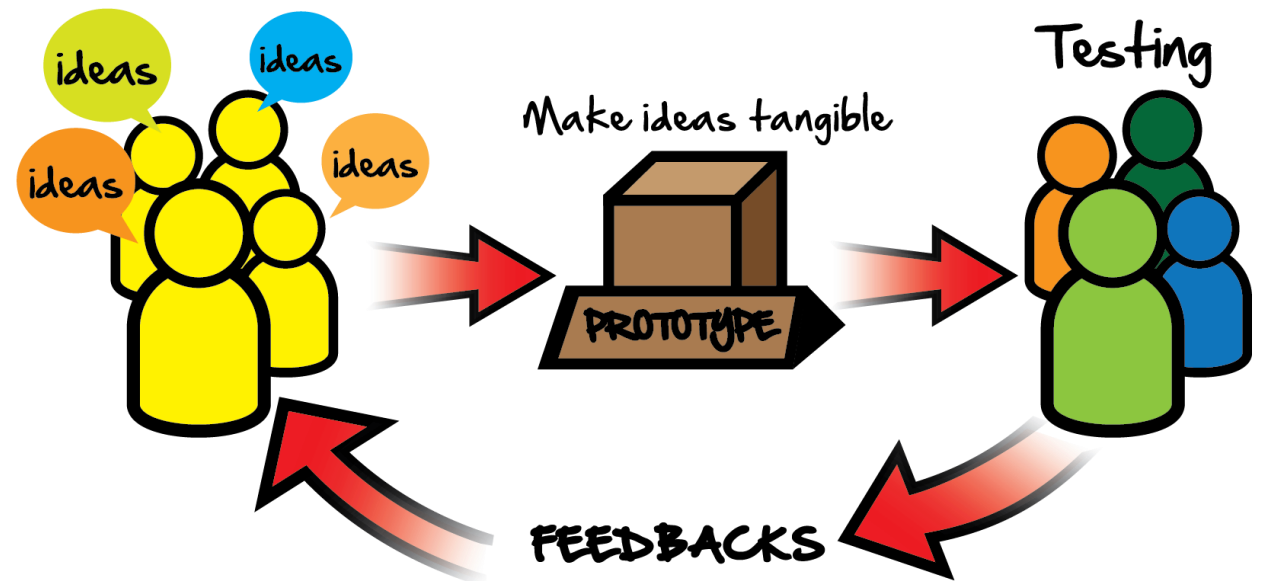 ideas
ideas
ideas
ideas
Make ideas tangible
PROTOTYPE
Testing
FEEDBACKS